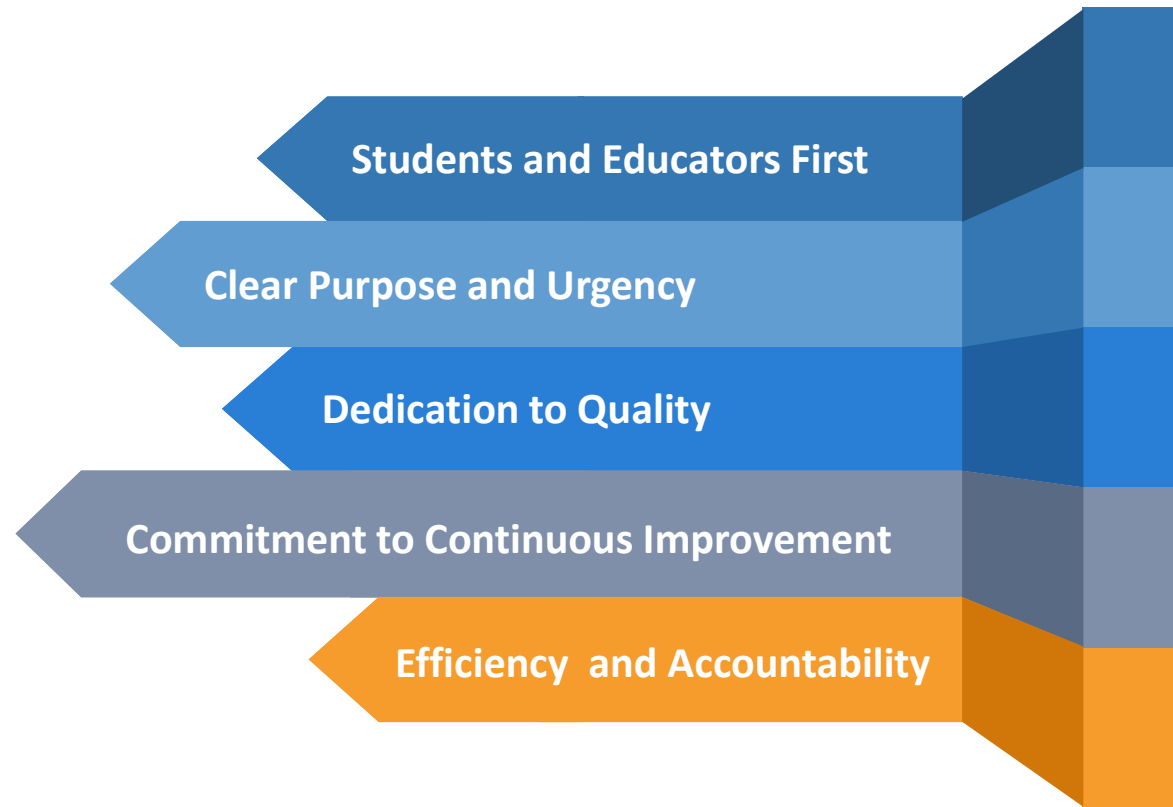 Students and Educators First
Clear Purpose and Urgency
Dedication to Quality
Commitment to Continuous Improvement
Efficiency  and Accountability